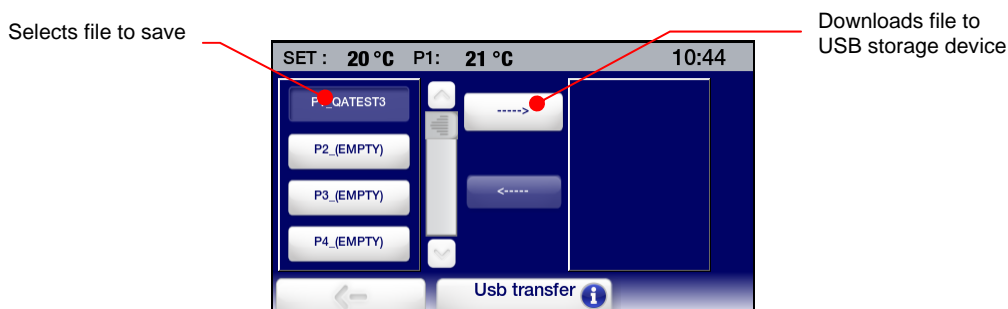 Selects file to save
Downloads file to
USB storage device
SET : 20 °C P1: 21 °C 10:44
P1_QATEST3
----->
P2_(EMPTY)
P3_(EMPTY)
<-----
P4_(EMPTY)
Usb transfer